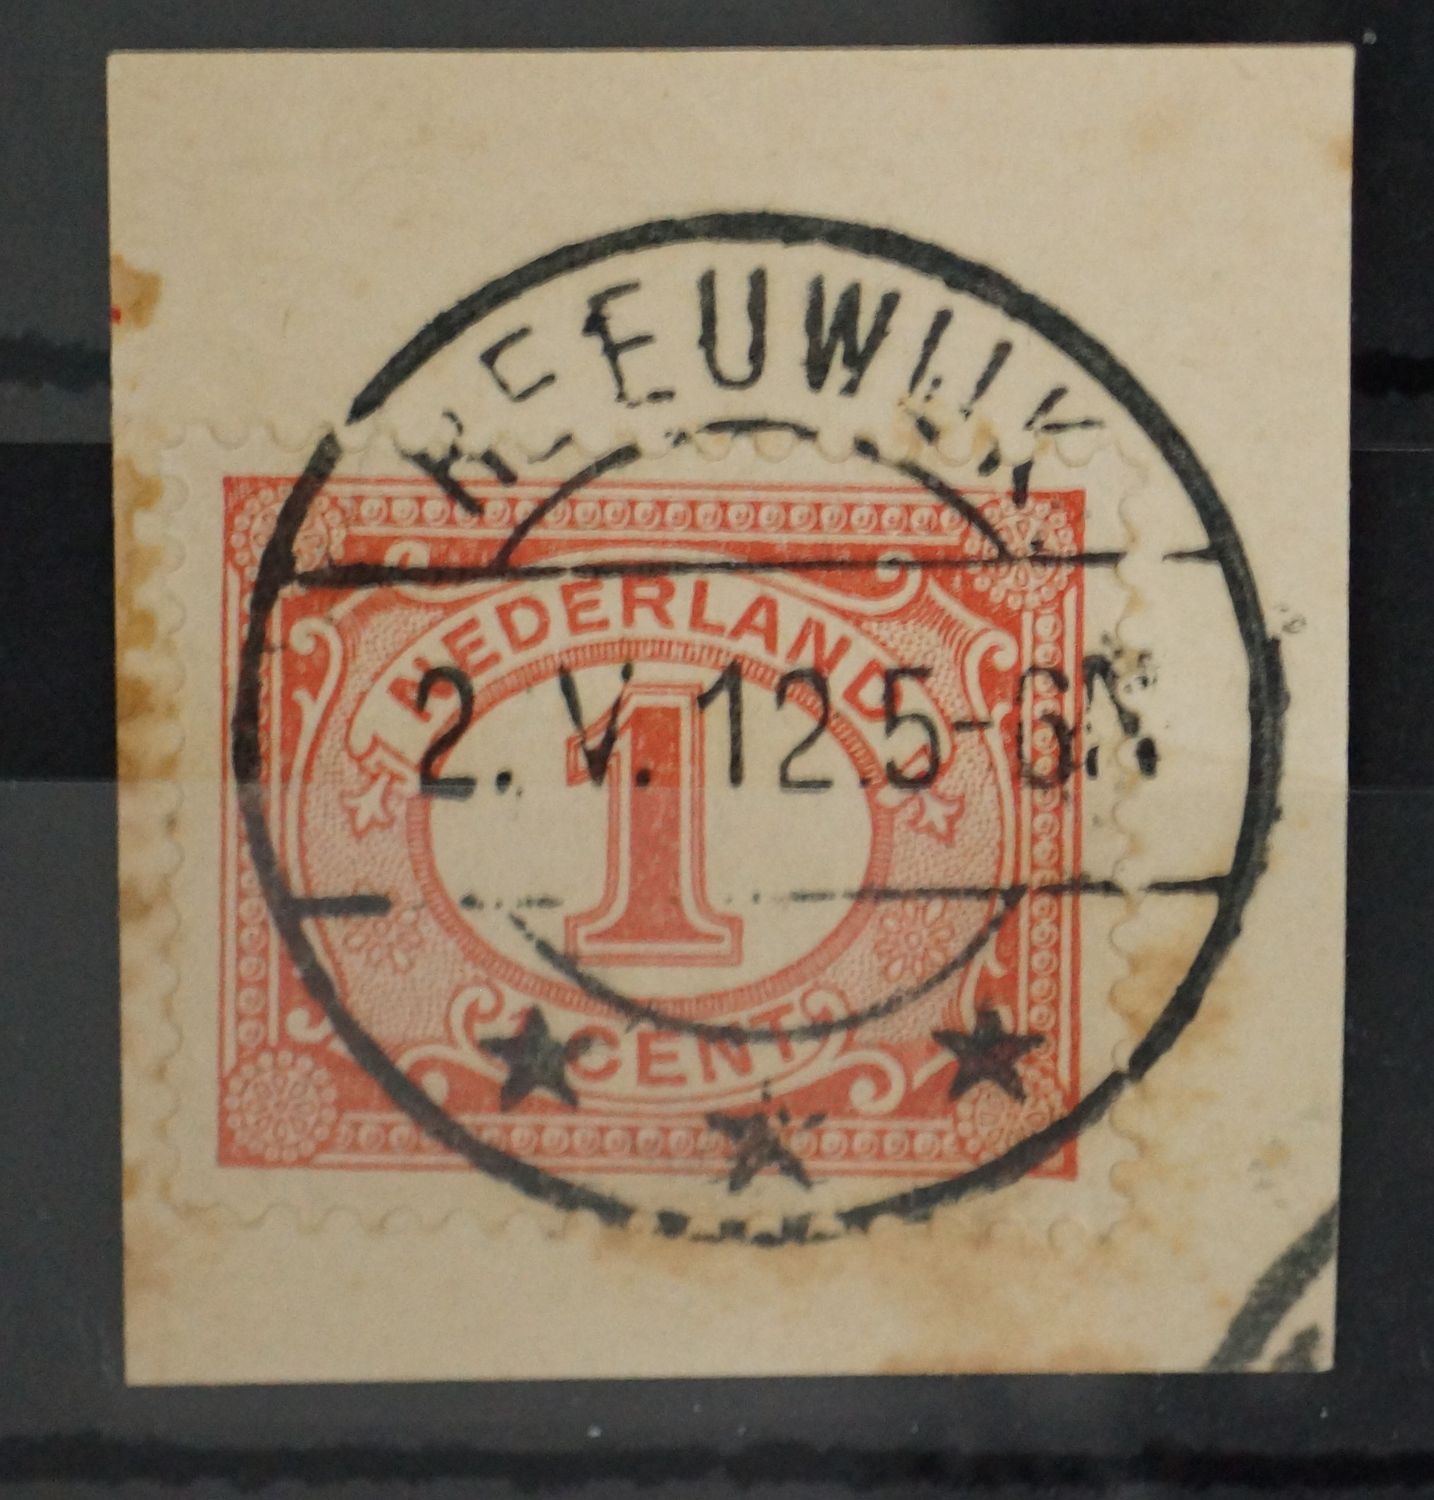 REEUWIJK
NEDERLAND
2. V. 12.5-6N
1
CENT